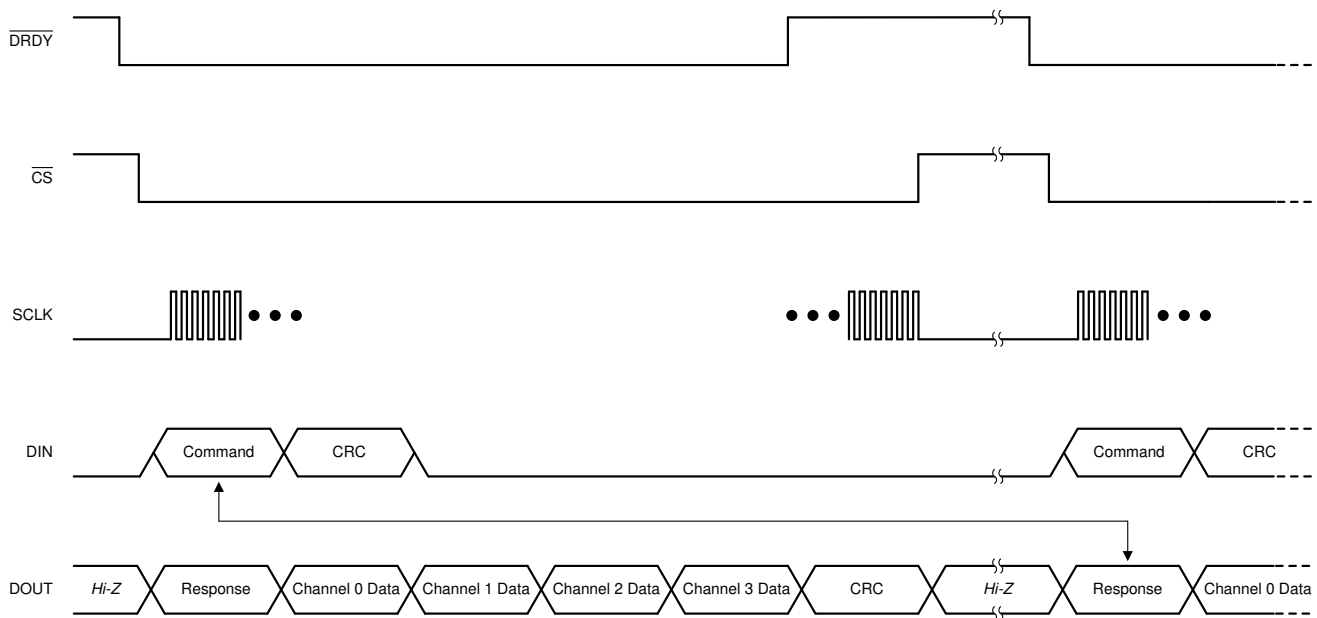 DRDY
CS
SCLK
DIN
Command
CRC
Command
CRC
DOUT
Hi-Z
Response
Channel 0 Data
Channel 1 Data
Channel 2 Data
Channel 3 Data
CRC
Hi-Z
Response
Channel 0 Data